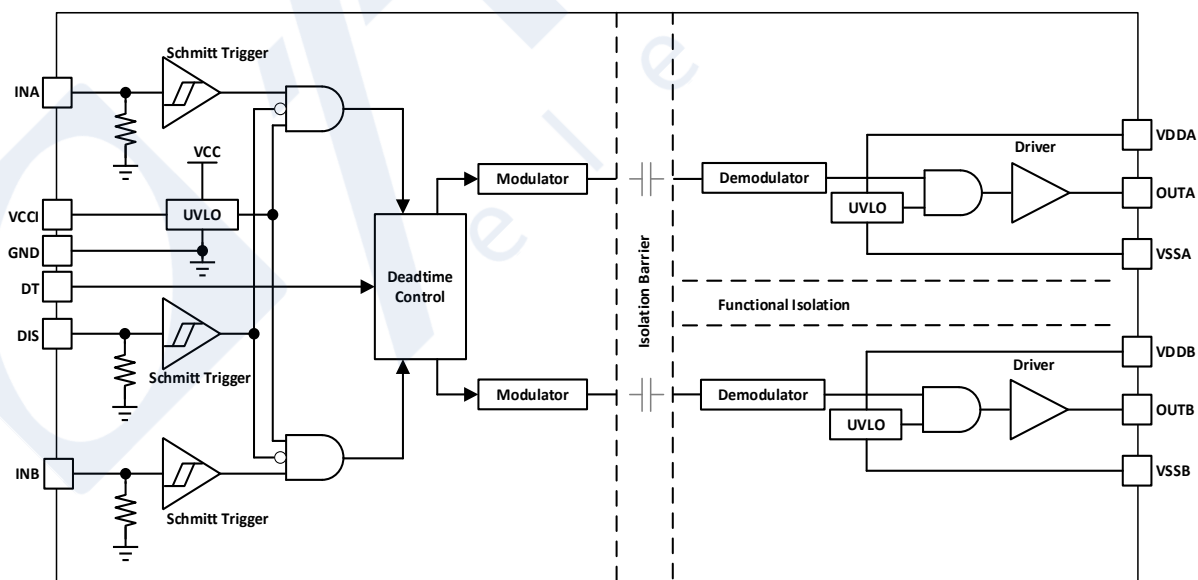 Schmitt Trigger
INA
VCC
VCCI
UVLO
GND
DT
DIS
Schmitt Trigger
INB
Schmitt Trigger
Deadtime
Control
Modulator
Modulator
Isolation Barrier
Demodulator
UVLO
Driver
VDDA
OUTA
VSSA
Functional Isolation
Demodulator
UVLO
Driver
VDDB
OUTB
VSSB
e
l
e